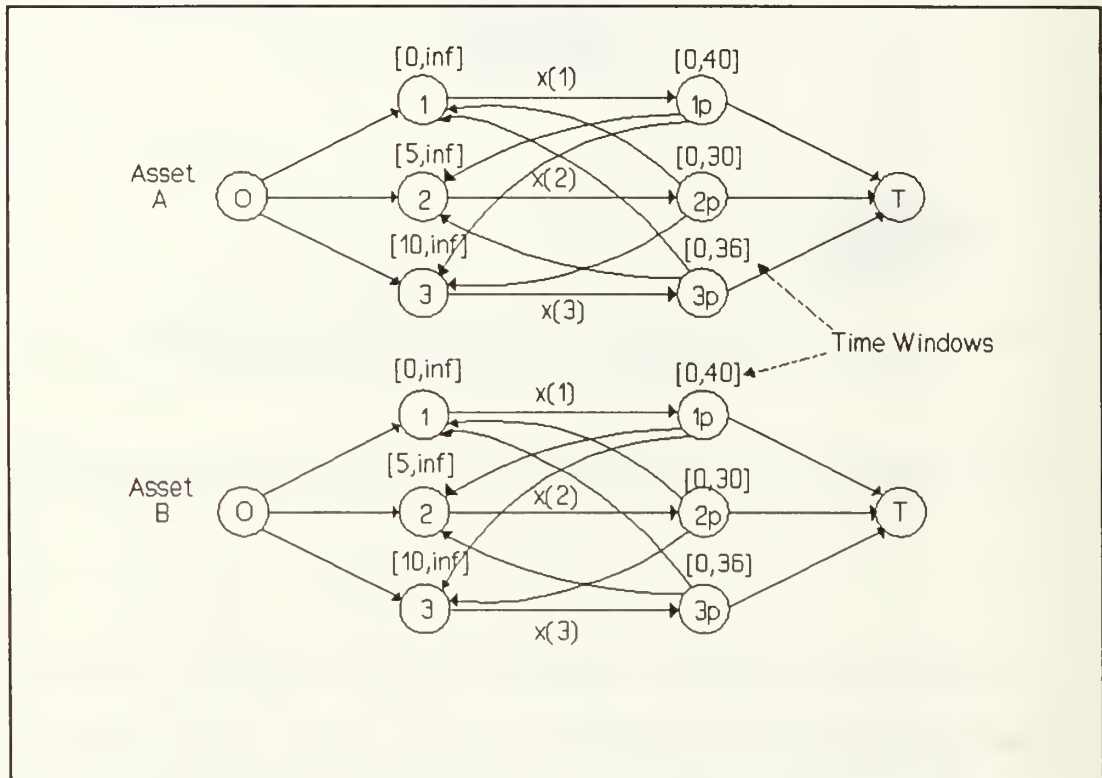 [0,inf]
x(1)
[0,40]
1
1p
[5,inf]
[0,30]
Asset
A
O
2
x(2)
2p
T
[10,inf]
[0,36]
3
x(3)
3p
Time Windows
[0,inf]
x(1)
[0,40]
1
1p
[5,inf]
[0,30]
Asset
B
O
2
x(2)
2p
T
[10,inf]
[0,36]
3
x(3)
3p